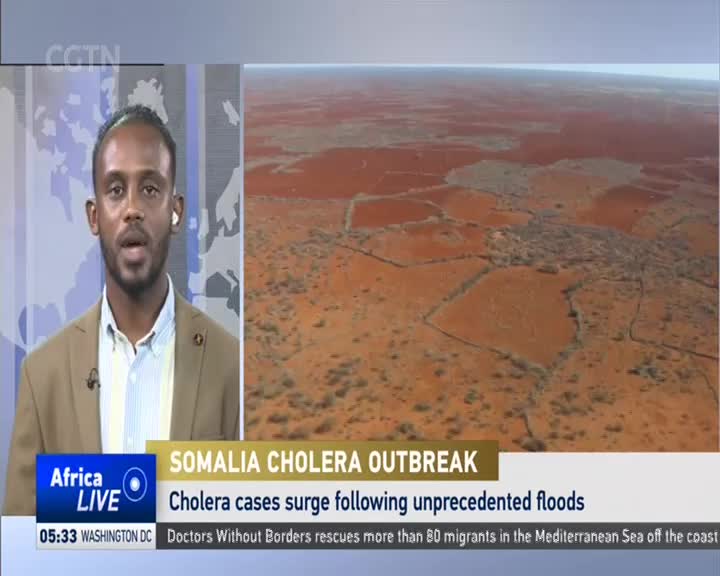 CGTN
SOMALIA CHOLERA OUTBREAK
Africa
LIVE
Cholera cases surge following unprecedented floods
05:33 WASHINGTON DC
Doctors Without Borders rescues more than 80 migrants in the Mediterranean Sea off the coast